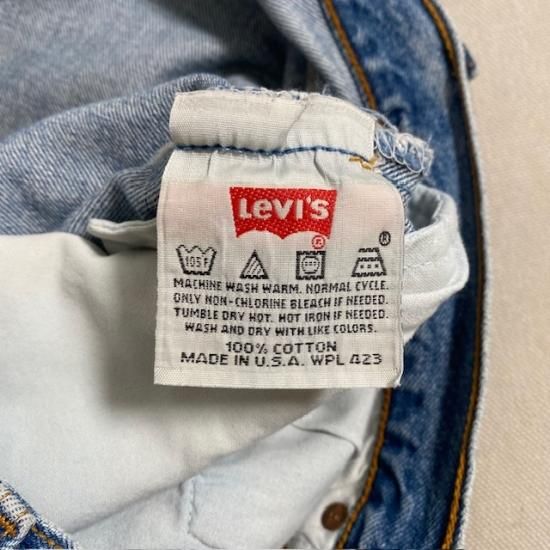 LEVI'S
®
105F
®
MACHINE WASH WARM. NORMAL CYCLE.
ONLY NON-CHLORINE BLEACH IF NEEDED.
TUMBLE DRY HOT. HOT IRON IF NEEDED.
WASH AND DRY WITH LIKE COLORS.
100% COTTON
MADE IN U.S.A. WPL 423